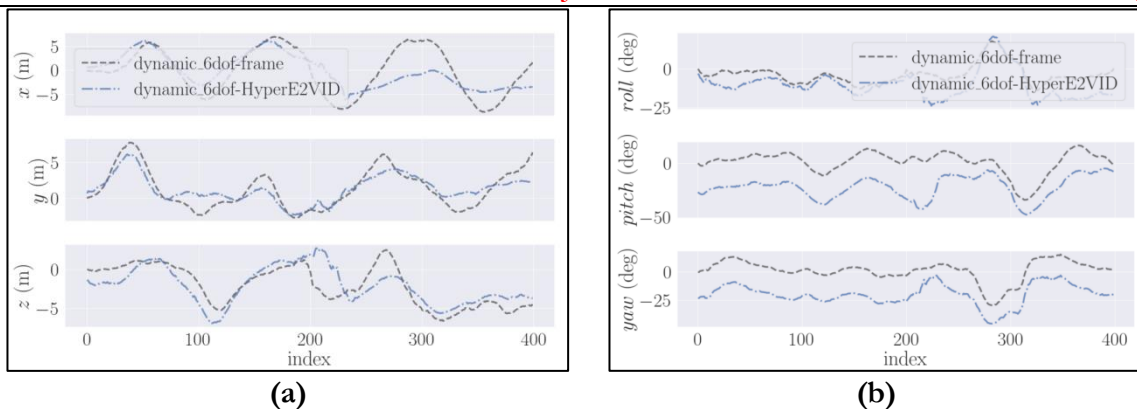 5
0
−5
x (m)
dynamic_6dof-frame
dynamic_6dof-HyperE2VID
5
0
y (m)
0
−5
z (m)
0 100 200 300 400
index
(a)
0
−25
roll (deg)
dynamic_6dof-frame
dynamic_6dof-HyperE2VID
0
−50
pitch (deg)
0
−25
yaw (deg)
0 100 200 300 400
index
(b)